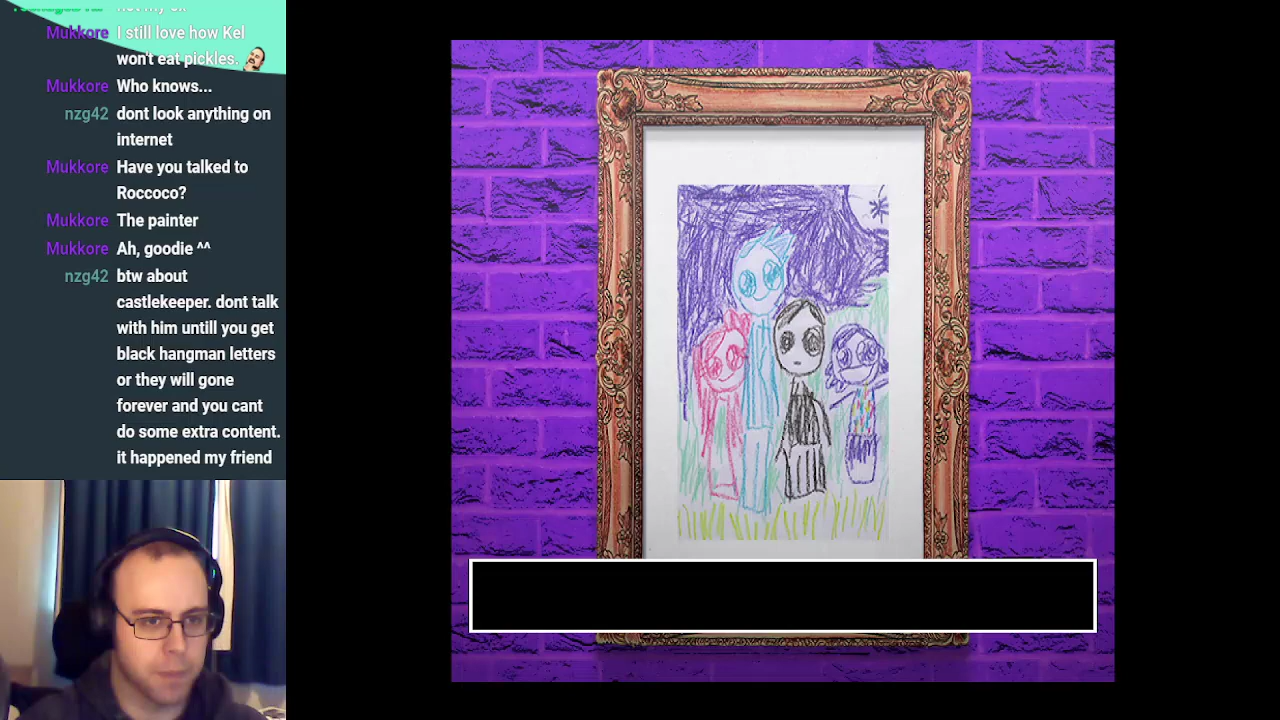 Mukkore I still love how Kel
won't eat pickles.
Mukkore Who knows...
nzg42 dont look anything on
internet
Mukkore Have you talked to
Roccoco?
Mukkore The painter
Mukkore Ah, goodie ^^
nzg42 btw about
castlekeeper. dont talk
with him untill you get
black hangman letters
or they will gone
forever and you cant
do some extra content.
it happened my friend